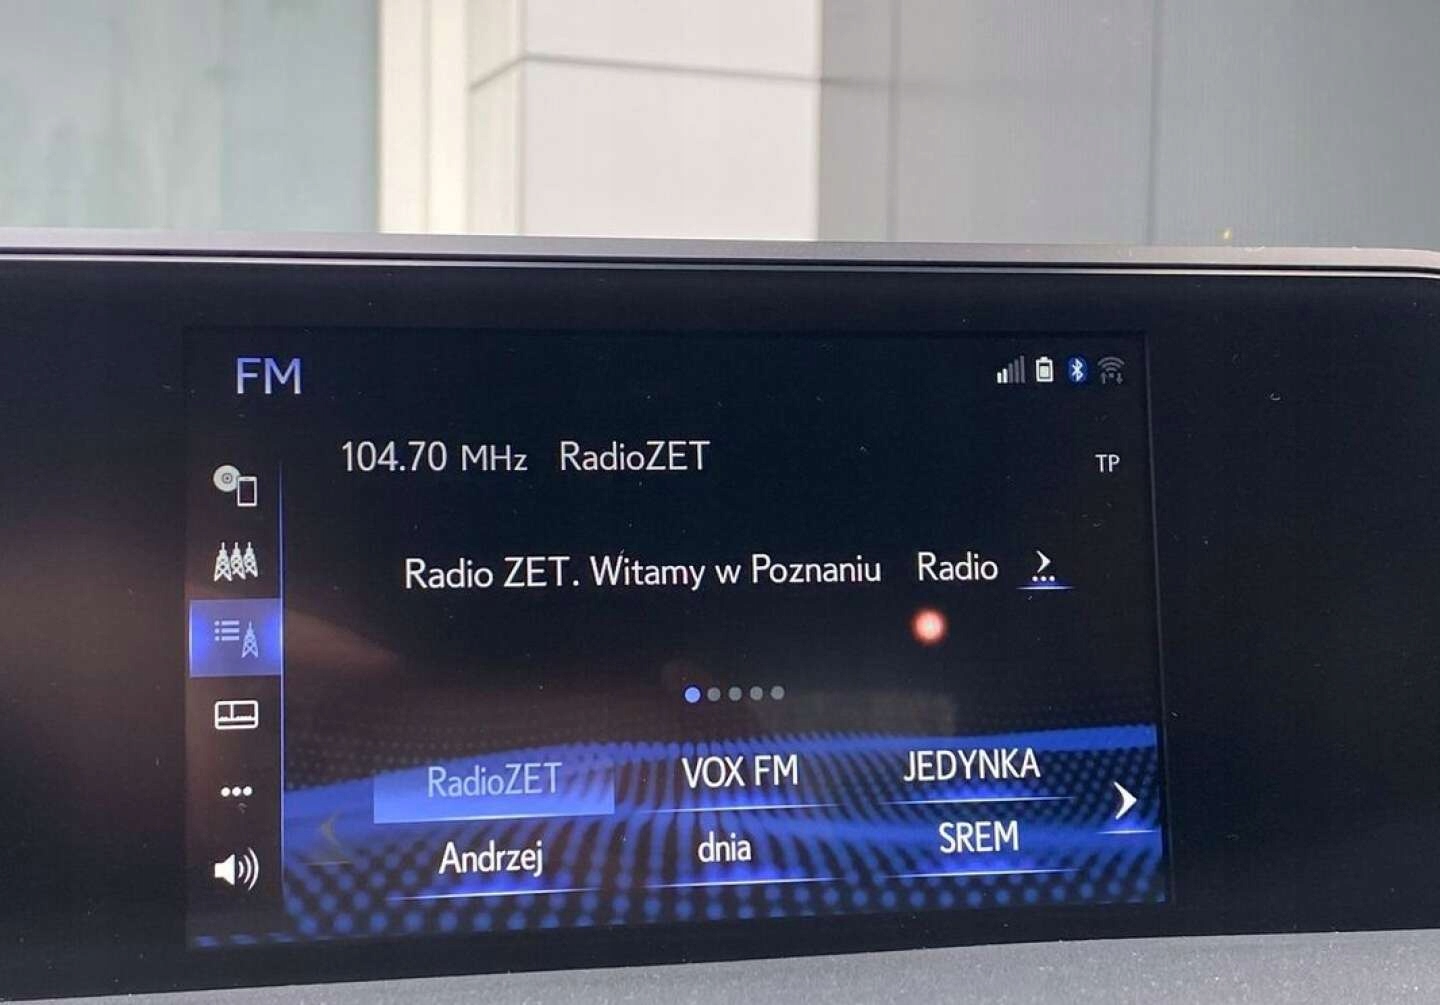 FM
104.70 MHz RadioZET
TP
Radio ZET. Witamy w Poznaniu Radio
RadioZET VOX FM JEDYNKA
Andrzej dnia SREM